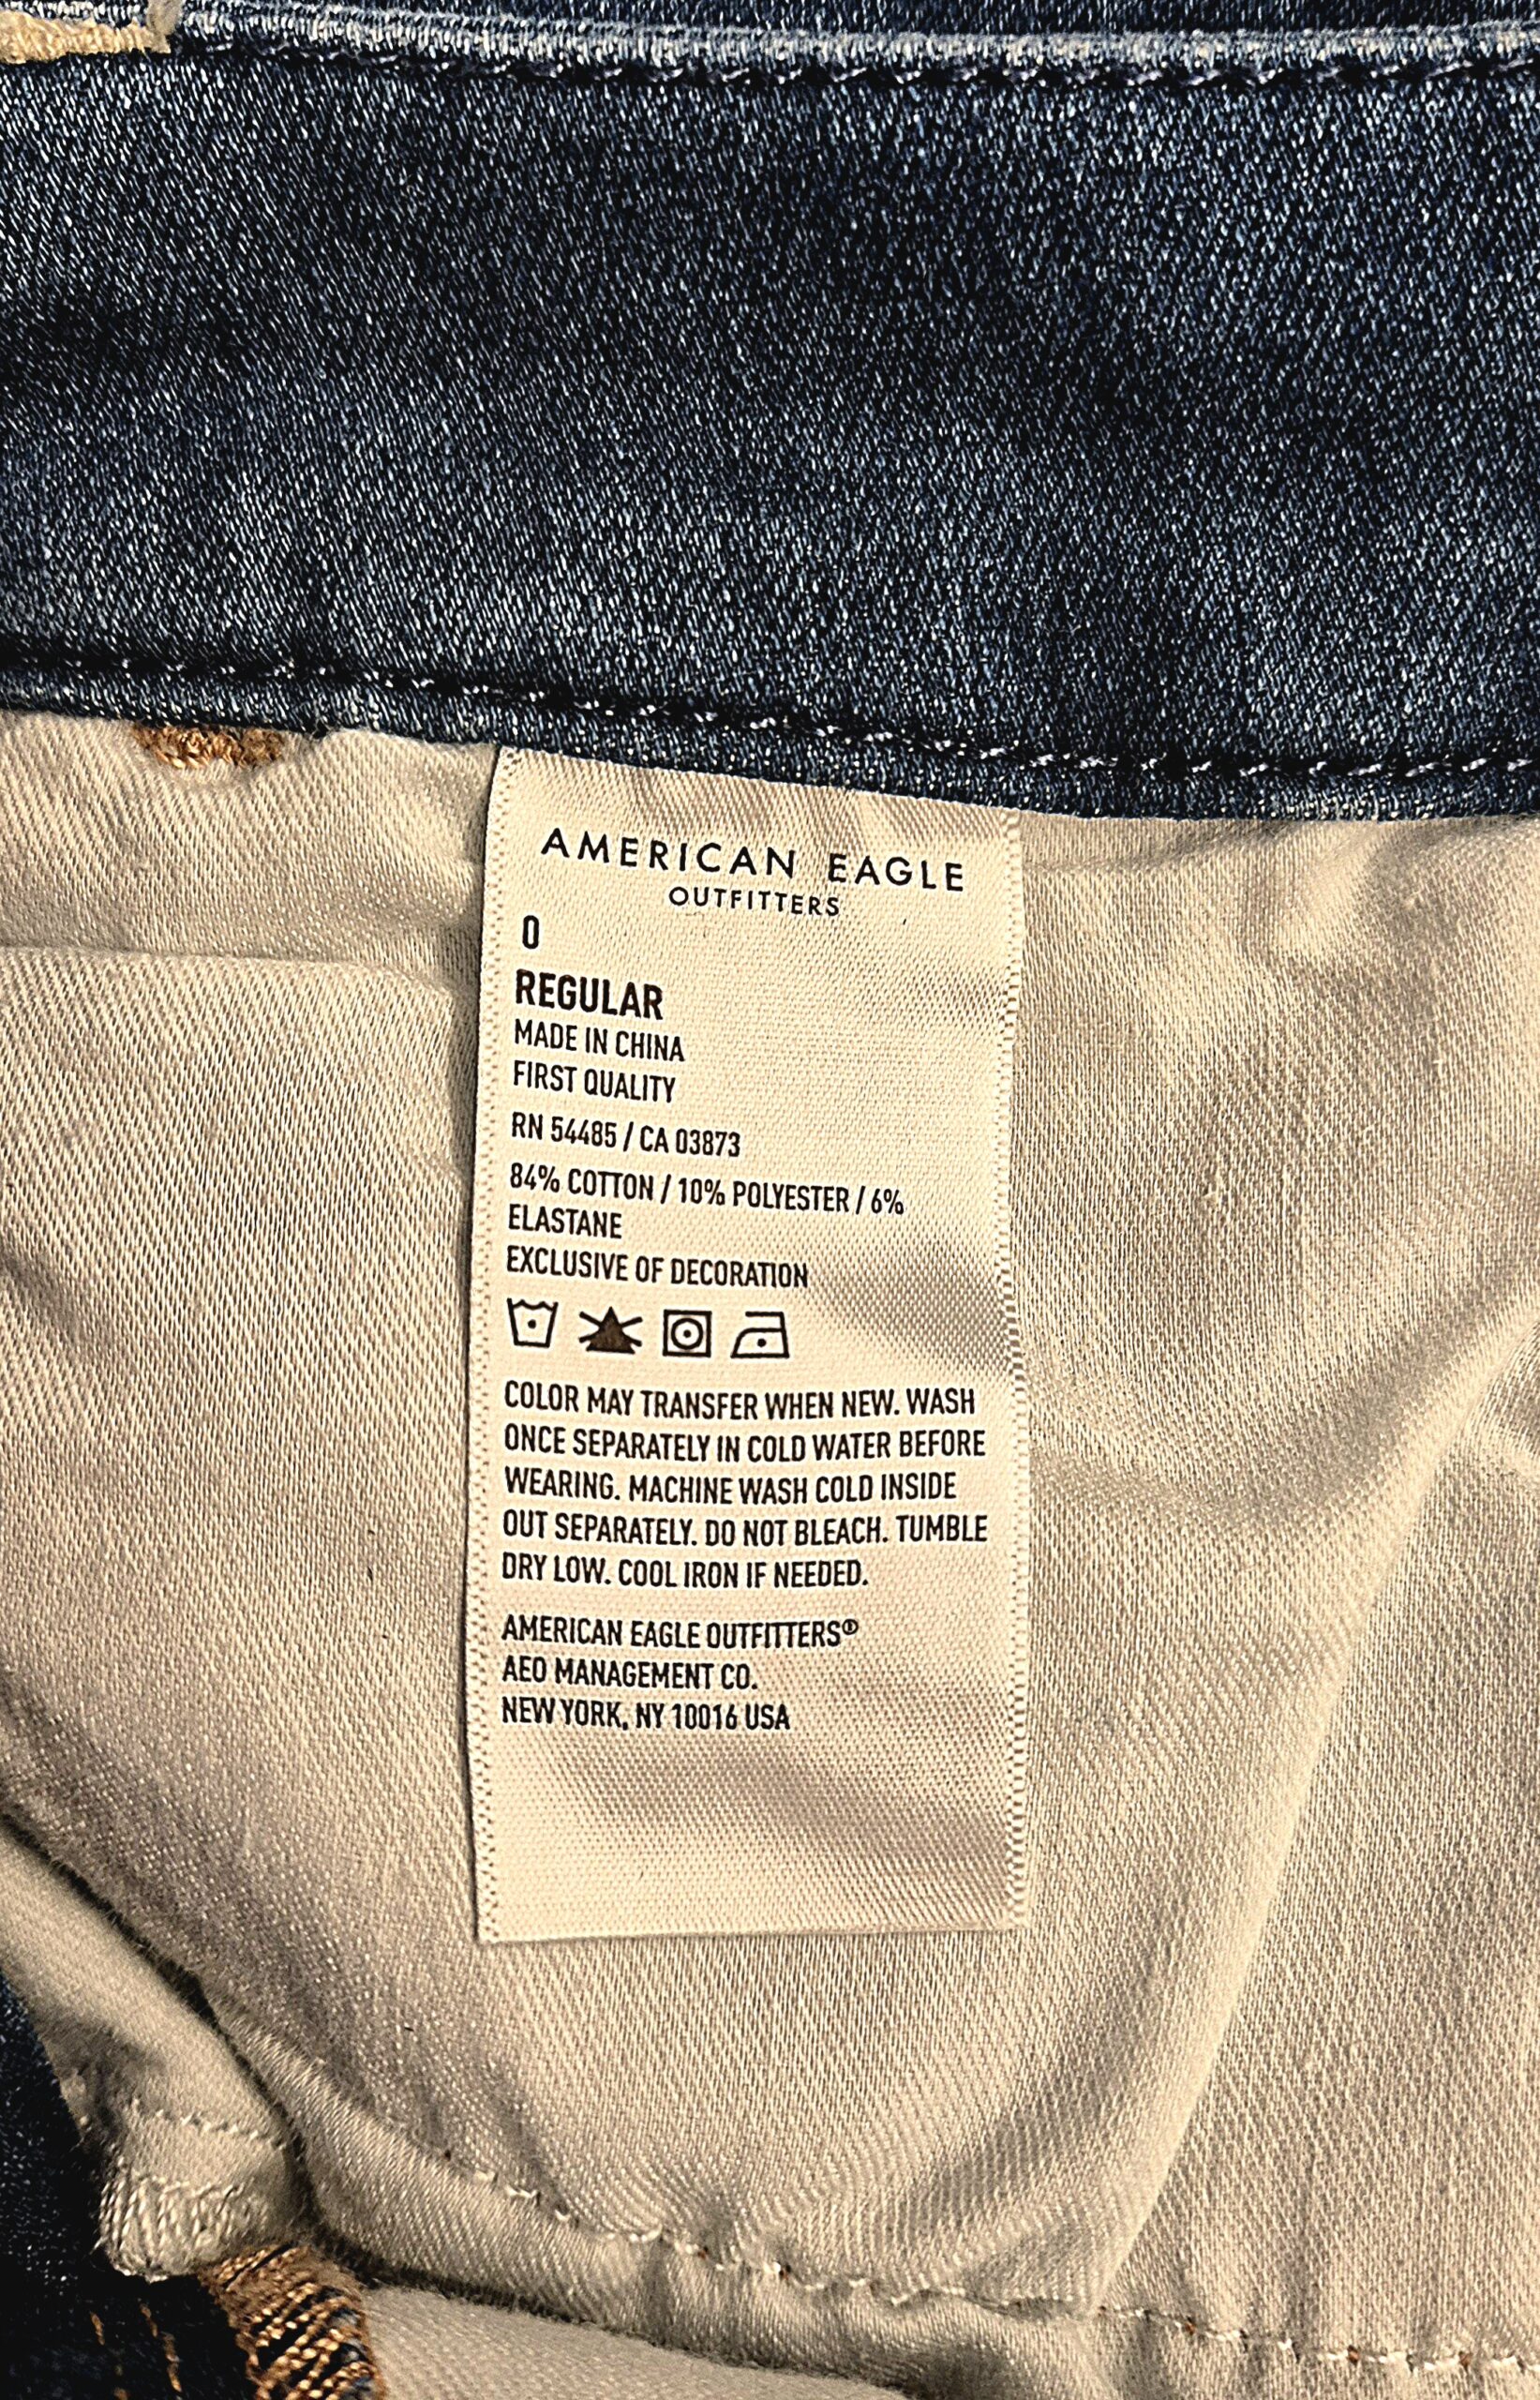 AMERICAN EAGLE
OUTFITTERS
0
REGULAR
MADE IN CHINA
FIRST QUALITY
RN 54485 / CA 03873
84% COTTON / 10% POLYESTER / 6%
ELASTANE
EXCLUSIVE OF DECORATION
COLOR MAY TRANSFER WHEN NEW. WASH
ONCE SEPARATELY IN COLD WATER BEFORE
WEARING. MACHINE WASH COLD INSIDE
OUT SEPARATELY. DO NOT BLEACH. TUMBLE
DRY LOW. COOL IRON IF NEEDED.
AMERICAN EAGLE OUTFITTERS®
AEO MANAGEMENT CO.
NEW YORK, NY 10016 USA